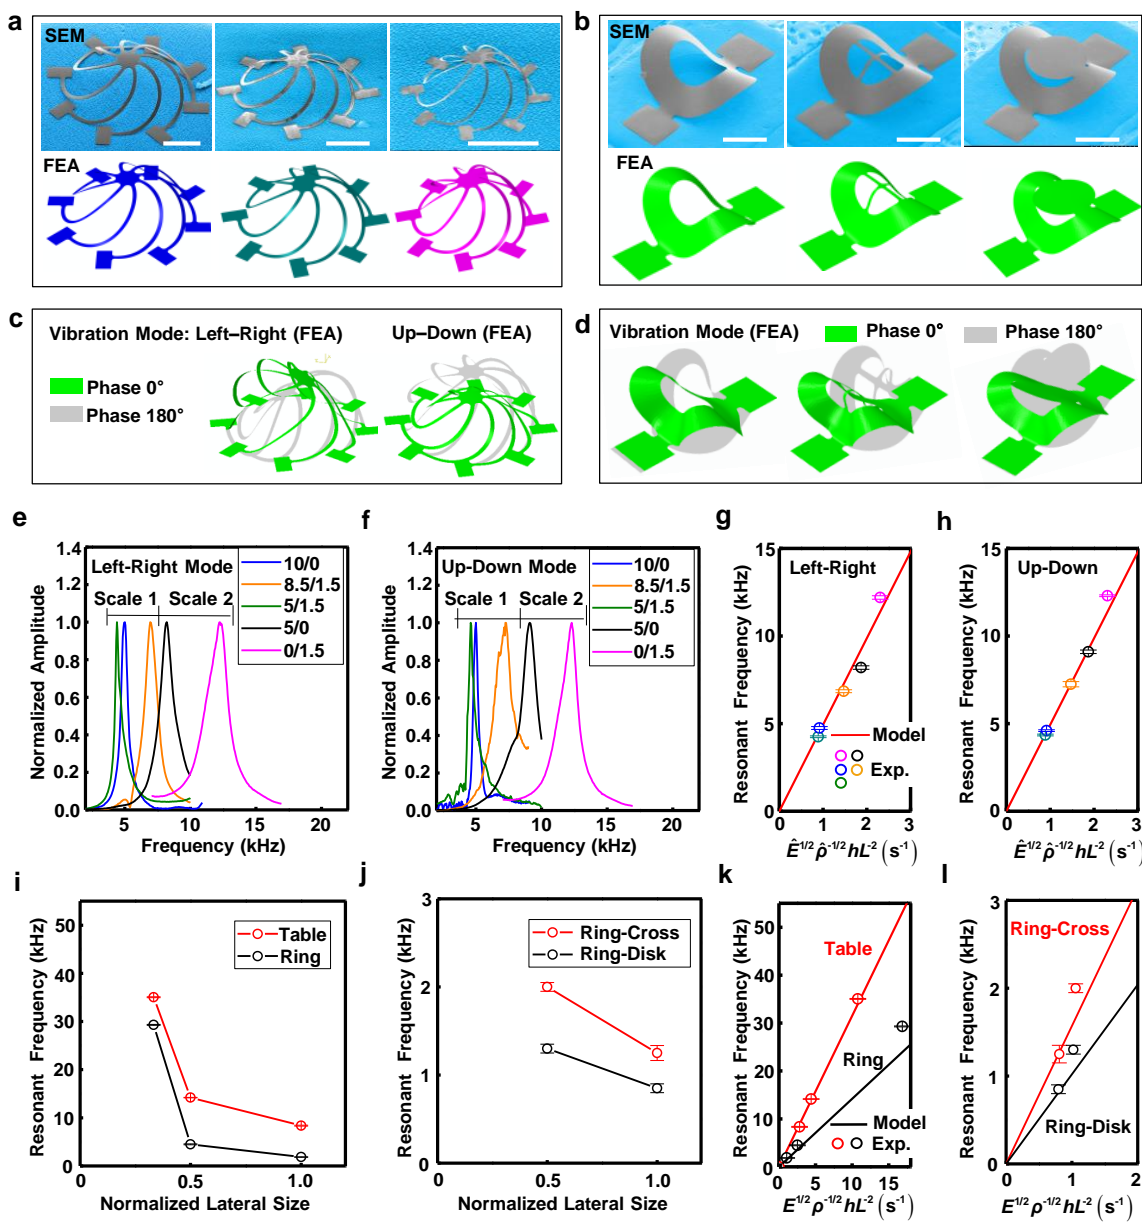 a
SEM
FEA
b
SEM
FEA
c
Vibration Mode: Left–Right (FEA)
Up–Down (FEA)
Phase 0°
Phase 180°
d
Vibration Mode (FEA)
Phase 0°
Phase 180°
e
Normalized Amplitude
1.4
1.2
1.0
0.8
0.6
0.4
0.2
0.0
Left-Right Mode
Scale 1
Scale 2
10/0
8.5/1.5
5/1.5
5/0
0/1.5
5
10
15
20
Frequency (kHz)
f
Normalized Amplitude
1.4
1.2
1.0
0.8
0.6
0.4
0.2
0.0
Up-Down Mode
Scale 1
Scale 2
10/0
8.5/1.5
5/1.5
5/0
0/1.5
5
10
15
20
Frequency (kHz)
g
Resonant Frequency (kHz)
15
10
5
0
Left-Right
Model
Exp.
0
1
2
3
Ê1/2 ρ̂-1/2 hL-2 (s-1)
h
Resonant Frequency (kHz)
15
10
5
0
Up-Down
0
1
2
3
Ê1/2 ρ̂-1/2 hL-2 (s-1)
i
Resonant Frequency (kHz)
50
40
30
20
10
0
Table
Ring
0.0
0.5
1.0
Normalized Lateral Size
j
Resonant Frequency (kHz)
3
2
1
0
Ring-Cross
Ring-Disk
0.0
0.5
1.0
Normalized Lateral Size
k
Resonant Frequency (kHz)
50
40
30
20
10
0
Table
Ring
Model
Exp.
0
5
10
15
E1/2 ρ-1/2 hL-2 (s-1)
l
Resonant Frequency (kHz)
3
2
1
0
Ring-Cross
Ring-Disk
0
1
2
E1/2 ρ-1/2 hL-2 (s-1)